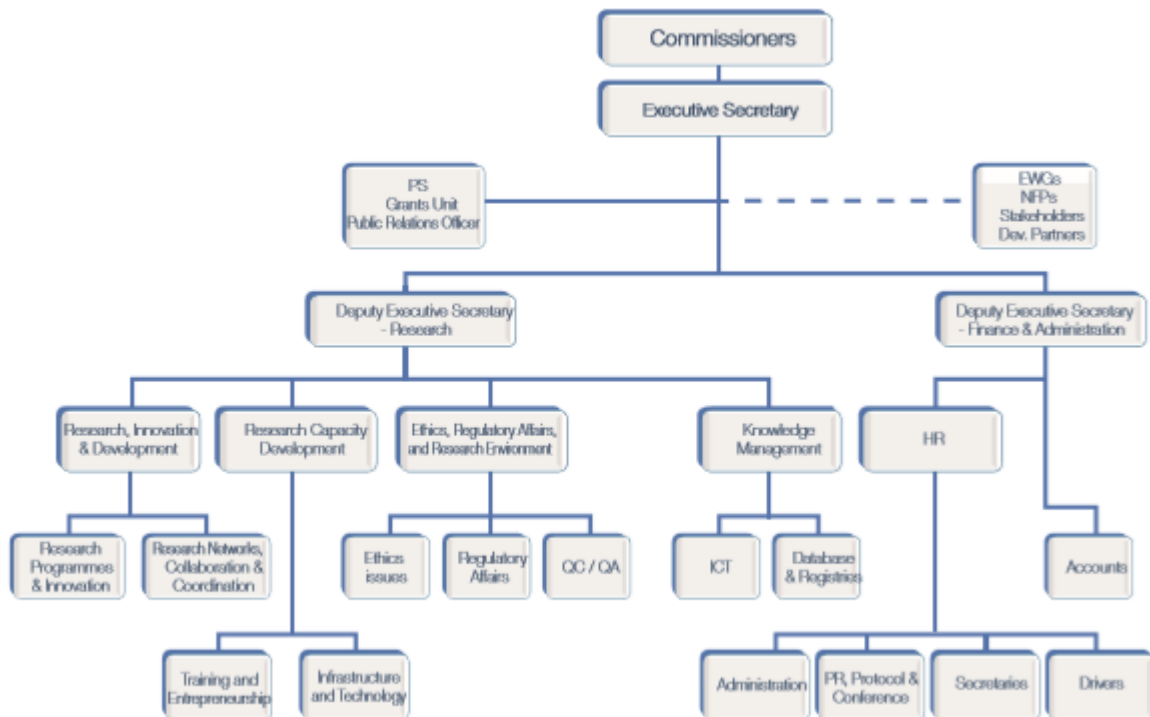 Commissioners
Executive Secretary
PS
Grants Unit
Public Relations Officer
EWGs
NFPs
Stakeholders
Dev. Partners
Deputy Executive Secretary
- Research
Deputy Executive Secretary
- Finance & Administration
Research, Innovation
& Development
Research Capacity
Development
Ethics, Regulatory Affairs,
and Research Environment
Knowledge
Management
HR
Research
Programmes
& Innovation
Research Networks,
Collaboration &
Coordination
Ethics
issues
Regulatory
Affairs
QC / QA
ICT
Database
& Registries
Accounts
Training and
Entrepreneurship
Infrastructure
and Technology
Administration
PR, Protocol &
Conference
Secretaries
Drivers